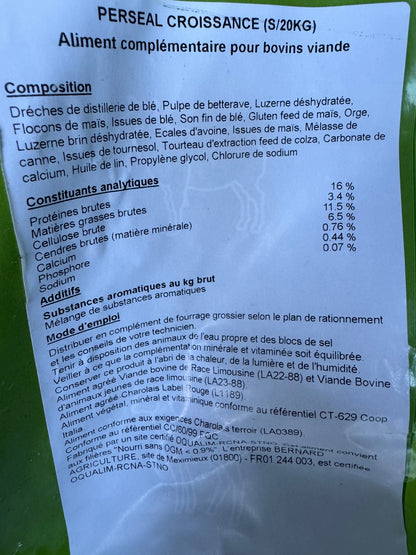 PERSEAL CROISSANCE (S/20KG)
Aliment complémentaire pour bovins viande
Composition
Drêches de distillerie de blé, Pulpe de betterave, Luzerne déshydratée,
Flocons de maïs, Issues de blé, Son fin de blé, Gluten feed de maïs, Orge,
Luzerne brin déshydratée, Ecales d'avoine, Issues de maïs, Mélasse de
canne, Issues de tournesol, Tourteau d'extraction feed de colza, Carbonate de
calcium, Huile de lin, Propylène glycol, Chlorure de sodium
Constituants analytiques
Protéines brutes 16 %
Matières grasses brutes 3.4 %
Cellulose brute 11.5 %
Cendres brutes (matière minérale) 6.5 %
Calcium 0.76 %
Phosphore 0.44 %
Sodium 0.07 %
Additifs
Substances aromatiques au kg brut
Mélange de substances aromatiques
Mode d'emploi
Distribuer en complément de fourrage grossier selon le plan de rationnement
et les conseils de votre technicien.
Tenir à disposition des animaux de l'eau propre et des blocs de sel
Veiller à ce que la complémentation minérale et vitaminée soit équilibrée.
Conserver ce produit à l'abri de la chaleur, de la lumière et de l'humidité.
Aliment agréé Viande bovine de Race Limousine (LA22-88) et Viande Bovine
d'animaux jeunes de race limousine (LA23-88).
Aliment agréé Charolais Label Rouge (L1189)
Aliment végétal, minéral et vitaminique conforme au référentiel CT-629 Coop
Italia
Aliment conforme aux exigences Charolais terroir (LA0389).
Conforme au référentiel CC/60/99 FQC
Fabriqué par un site certifié OQUALIM-RCNA-STNO. Cet aliment convient
aux filières "Nourri sans OGM < 0.9%" L'entreprise BERNARD
AGRICULTURE, site de Meximieux (01800) - FR01 244 003, est certifiée
OQUALIM-RCNA-STNO